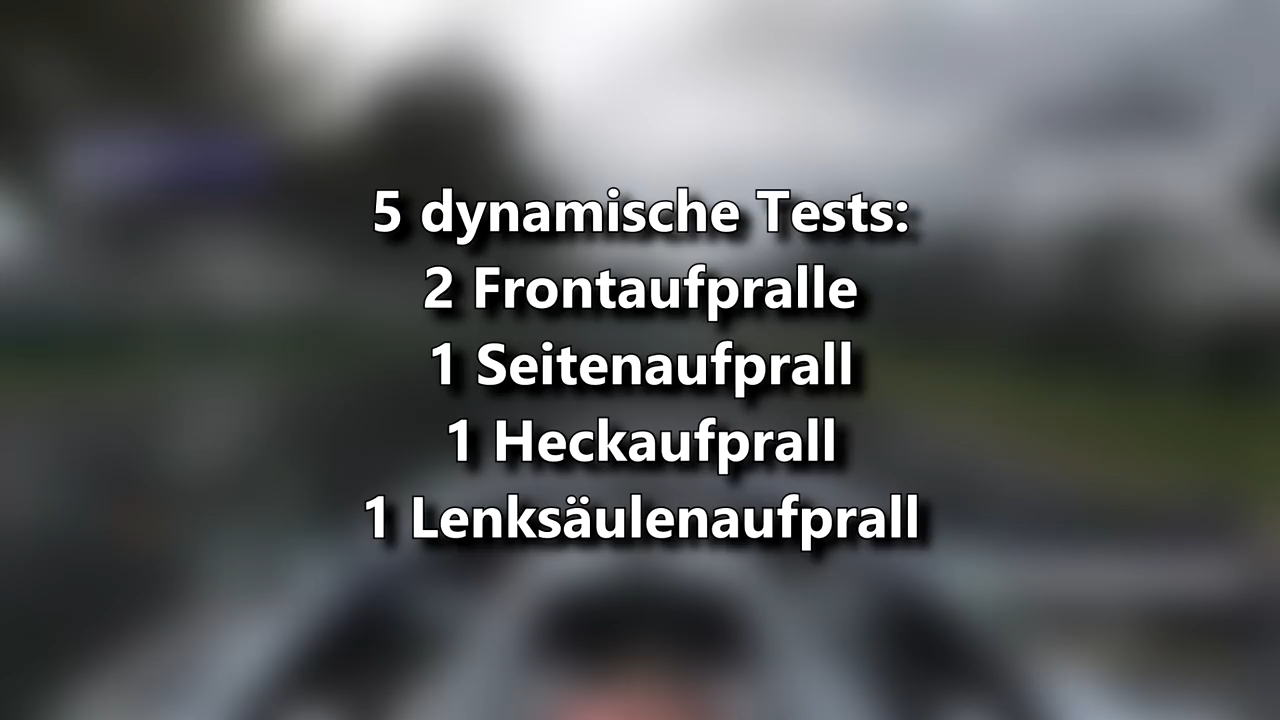 5 dynamische Tests:
2 Frontaufpralle
1 Seitenaufprall
1 Heckaufprall
1 Lenksäulenaufprall